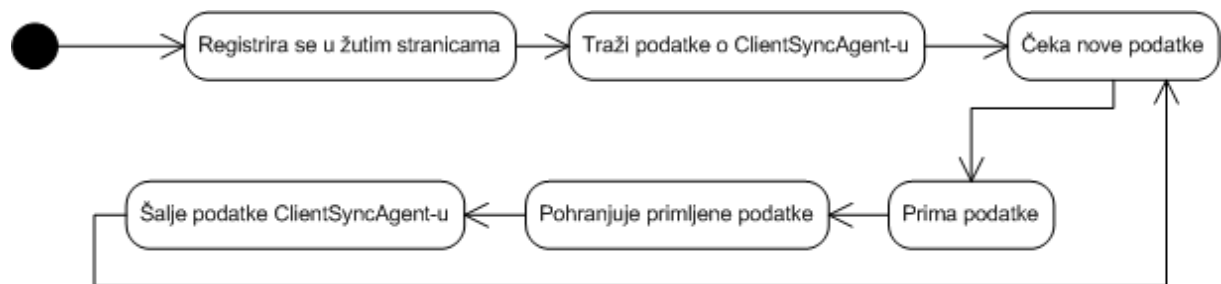 Registrira se u žutim stranicama
Traži podatke o ClientSyncAgent-u
Čeka nove podatke
Šalje podatke ClientSyncAgent-u
Pohranjuje primljene podatke
Prima podatke